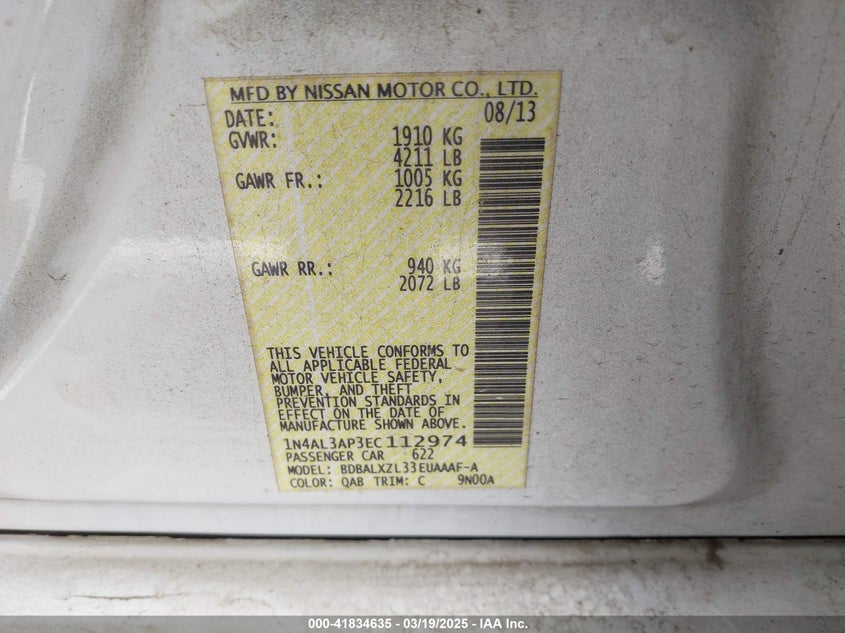 MFD BY NISSAN MOTOR CO., LTD.
DATE: 08/13
GVWR: 1910 KG
4211 LB
GAWR FR.: 1005 KG
2216 LB
GAWR RR.: 940 KG
2072 LB
THIS VEHICLE CONFORMS TO
ALL APPLICABLE FEDERAL
MOTOR VEHICLE SAFETY,
BUMPER, AND THEFT
PREVENTION STANDARDS IN
EFFECT ON THE DATE OF
MANUFACTURE SHOWN ABOVE.
1N4AL3AP3EC112974
PASSENGER CAR 622
MODEL: BDBALXZL33EUAAAF-A
COLOR: QAB TRIM: C 9N00A
000-41834635 - 03/19/2025 - IAA Inc.